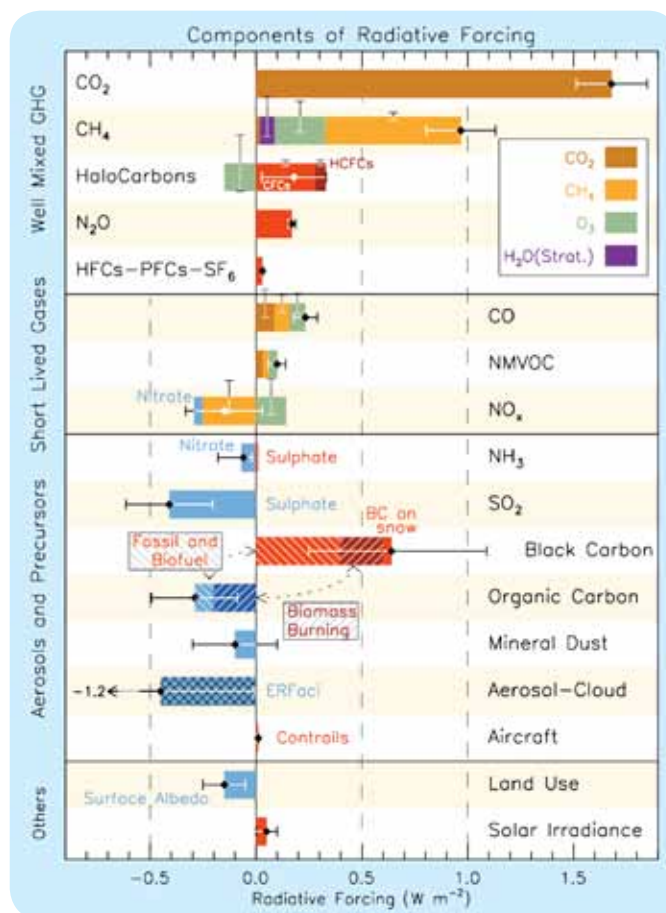 Components of Radiative Forcing
Well Mixed GHG
CO₂
CH₄
HaloCarbons
CFCs
HCFCs
N₂O
HFCs-PFCs-SF₆
CO₂
CH₄
O₃
H₂O(Strat.)
Short Lived Gases
CO
NMVOC
Nitrate
NOₓ
Aerosols and Precursors
Nitrate
Sulphate
NH₃
Sulphate
SO₂
BC on
snow
Fossil and
Biofuel
Black Carbon
Organic Carbon
Biomass
Burning
Mineral Dust
-1.2
ERFaci
Aerosol-Cloud
Contrails
Aircraft
Others
Surface Albedo
Land Use
Solar Irradiance
-0.5 0.0 0.5 1.0 1.5
Radiative Forcing (W m⁻²)